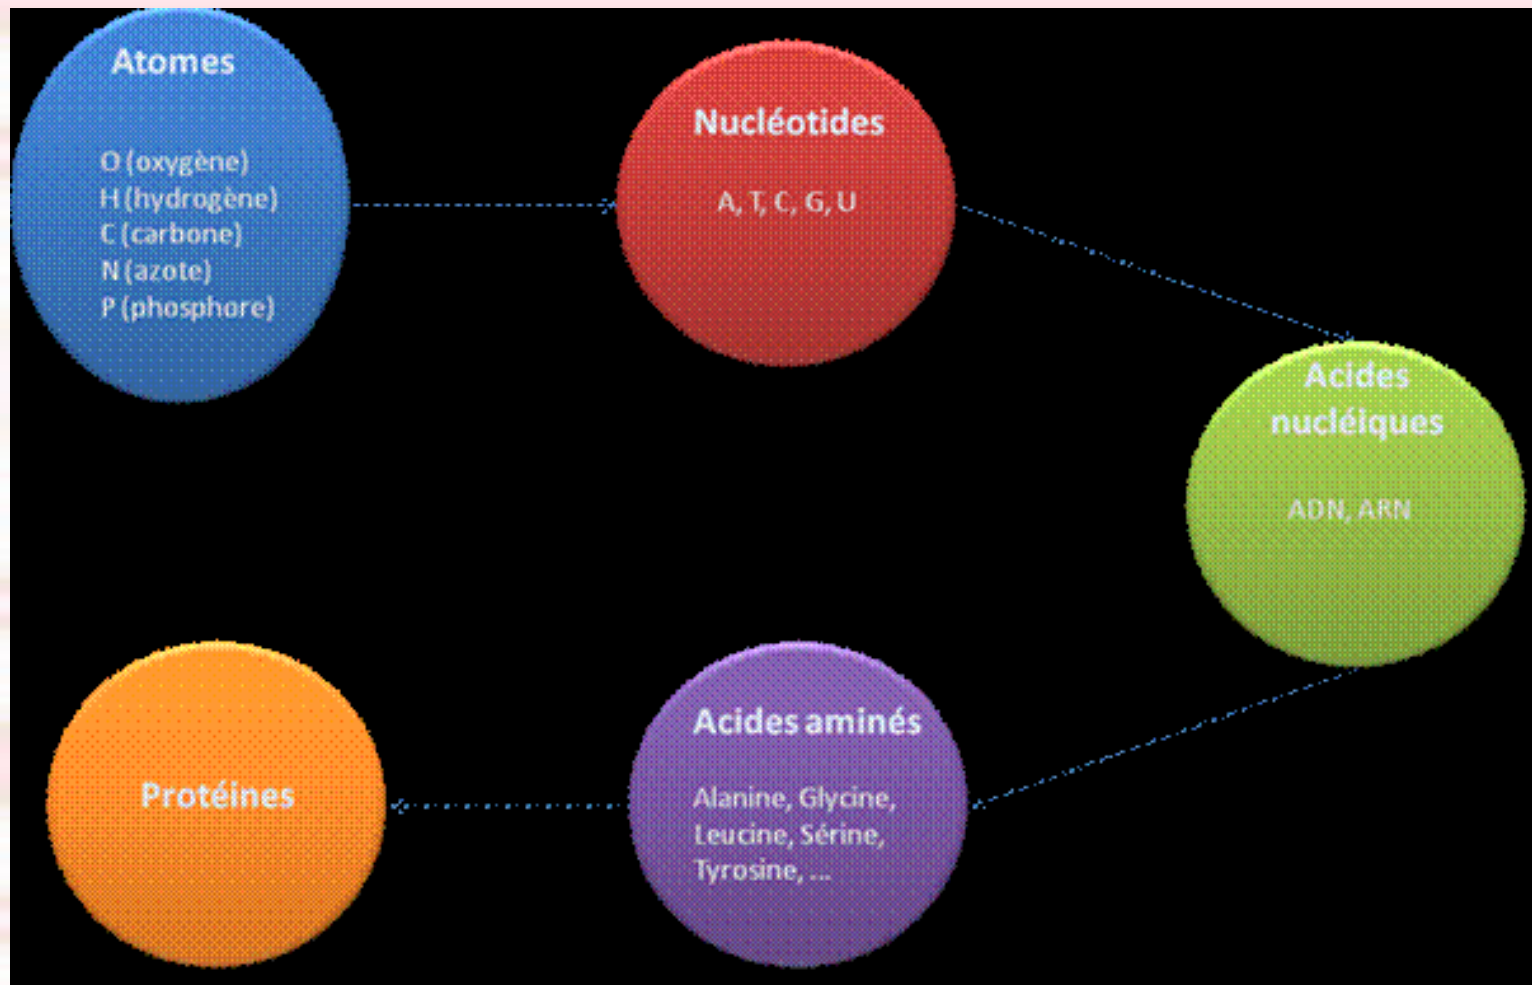 Atomes
O (oxygène)
H (hydrogène)
C (carbone)
N (azote)
P (phosphore)
Nucléotides
A, T, C, G, U
Acides
nucléiques
ADN, ARN
Acides aminés
Alanine, Glycine,
Leucine, Sérine,
Tyrosine, ...
Protéines